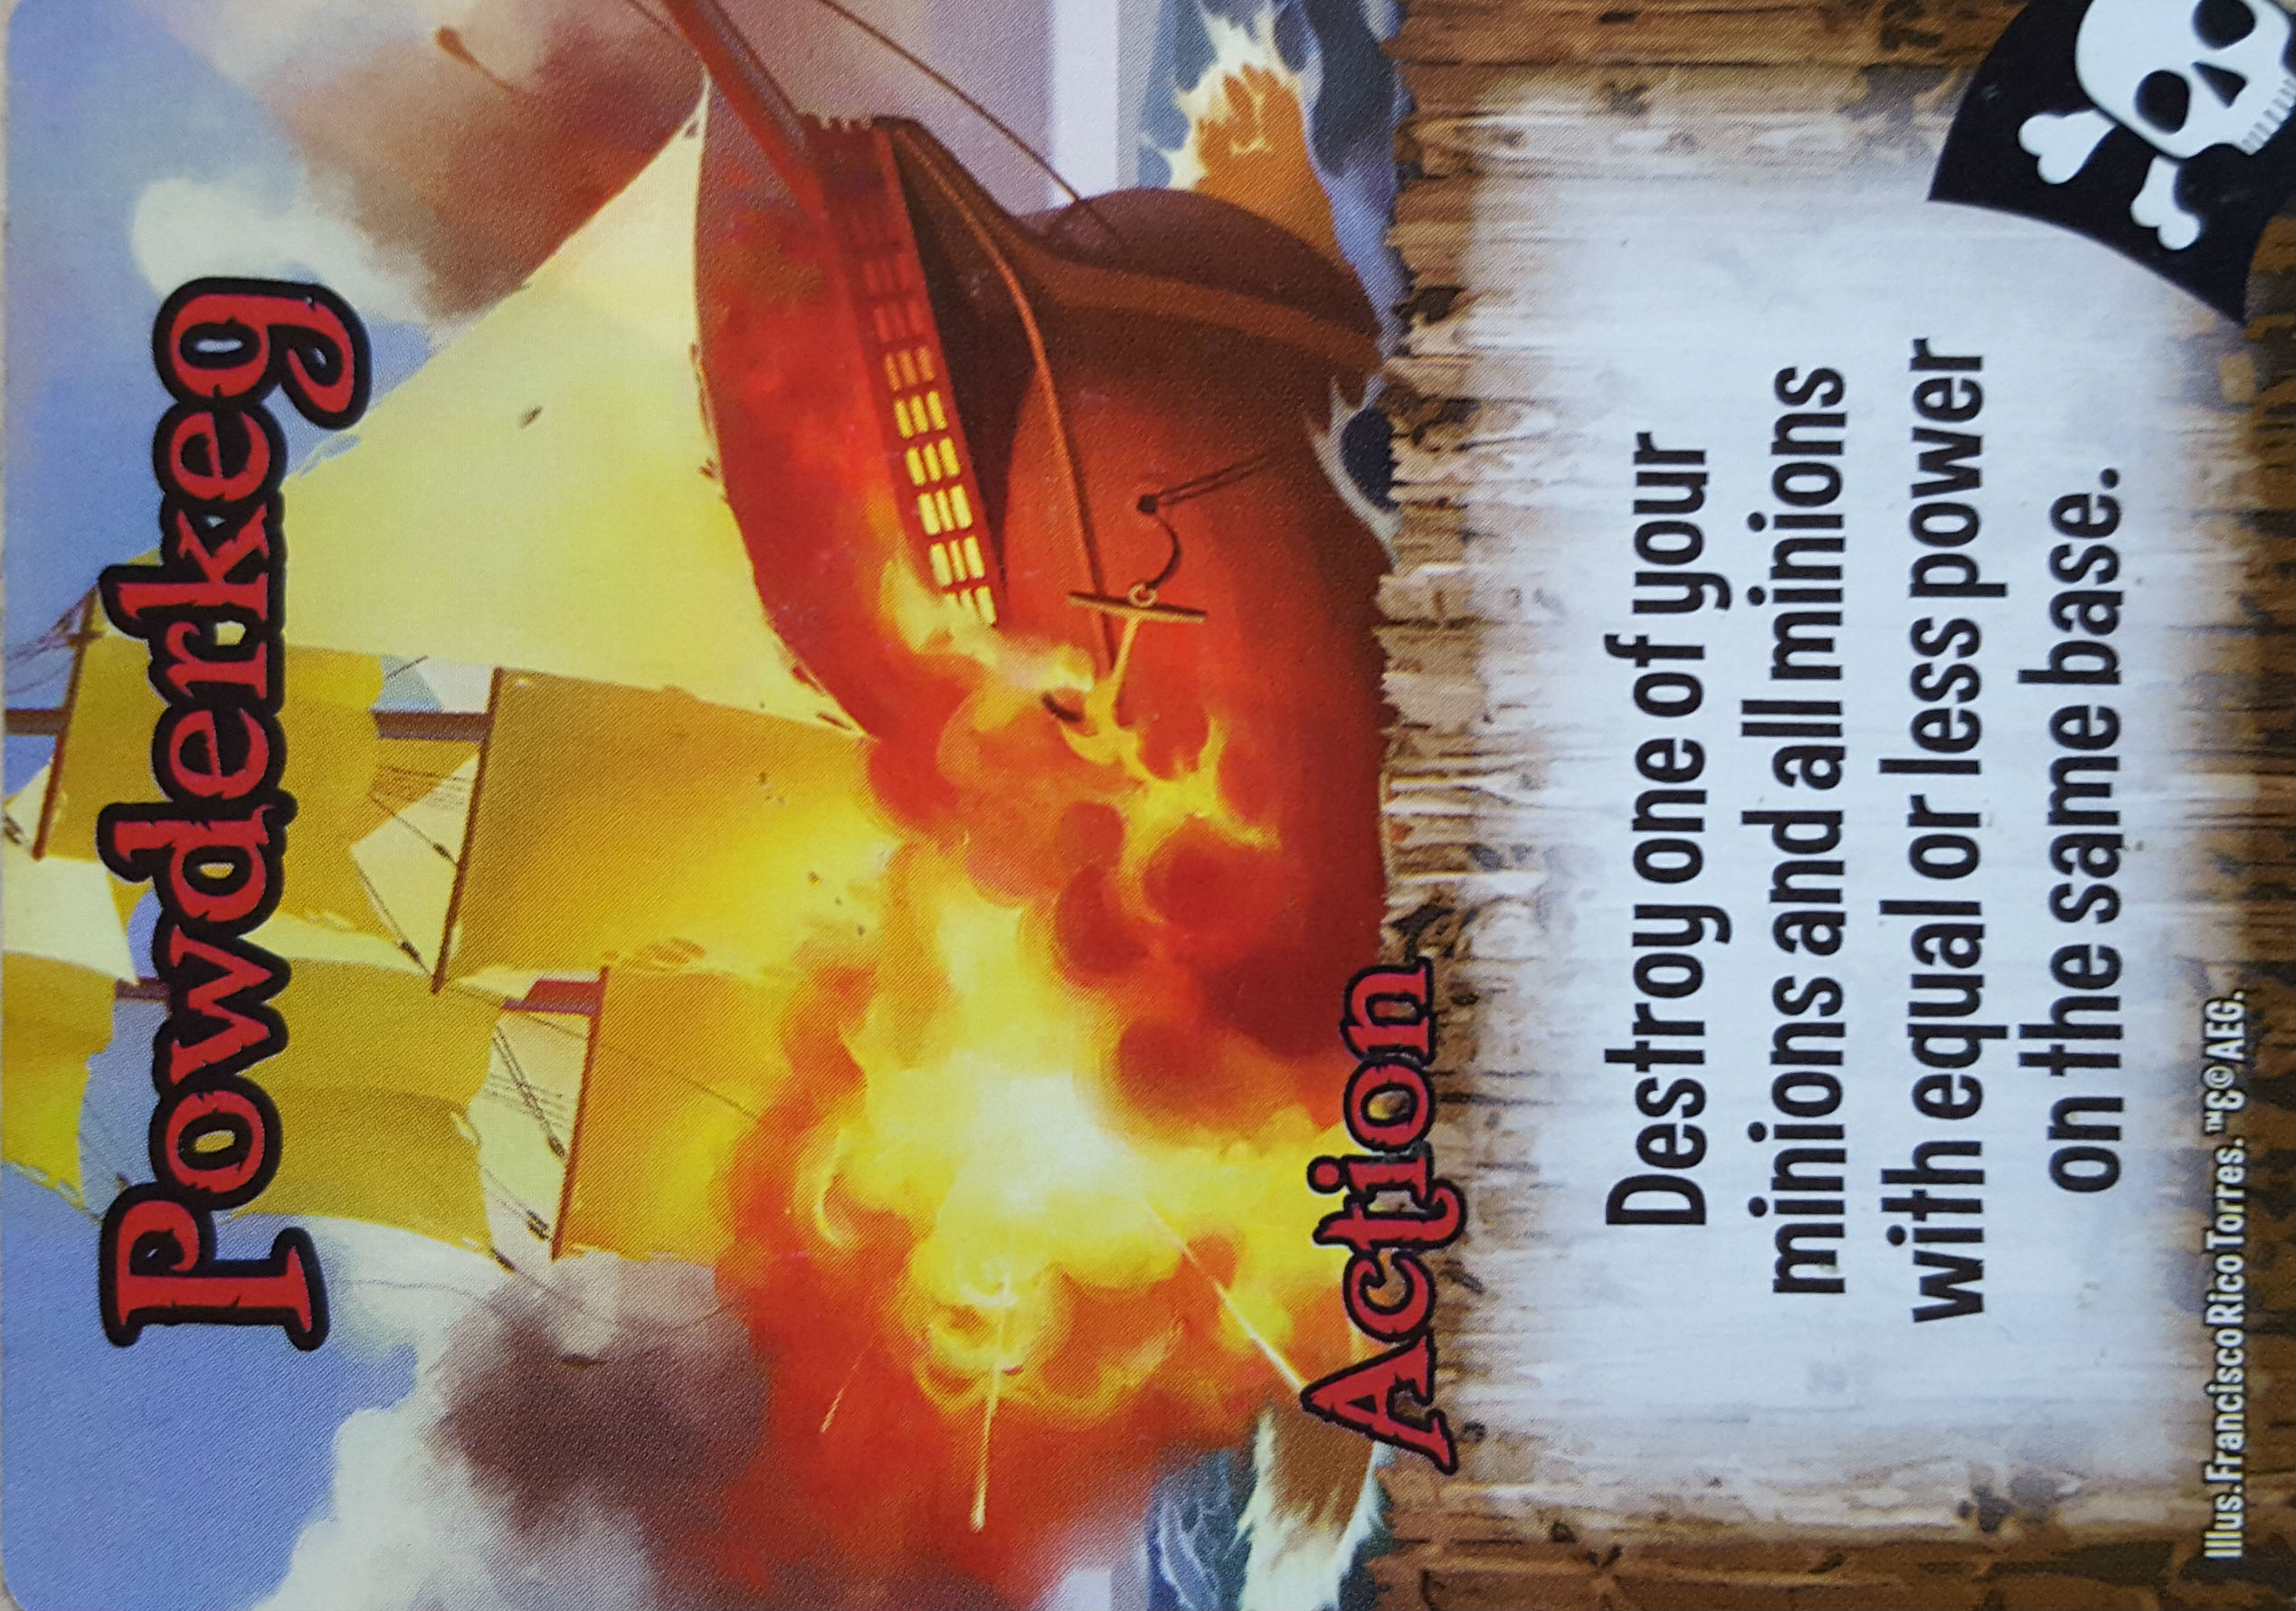 Powderkeg
Action
Destroy one of your
minions and all minions
with equal or less power
on the same base.
Illus. Francisco Rico Torres. ™&© AEG.